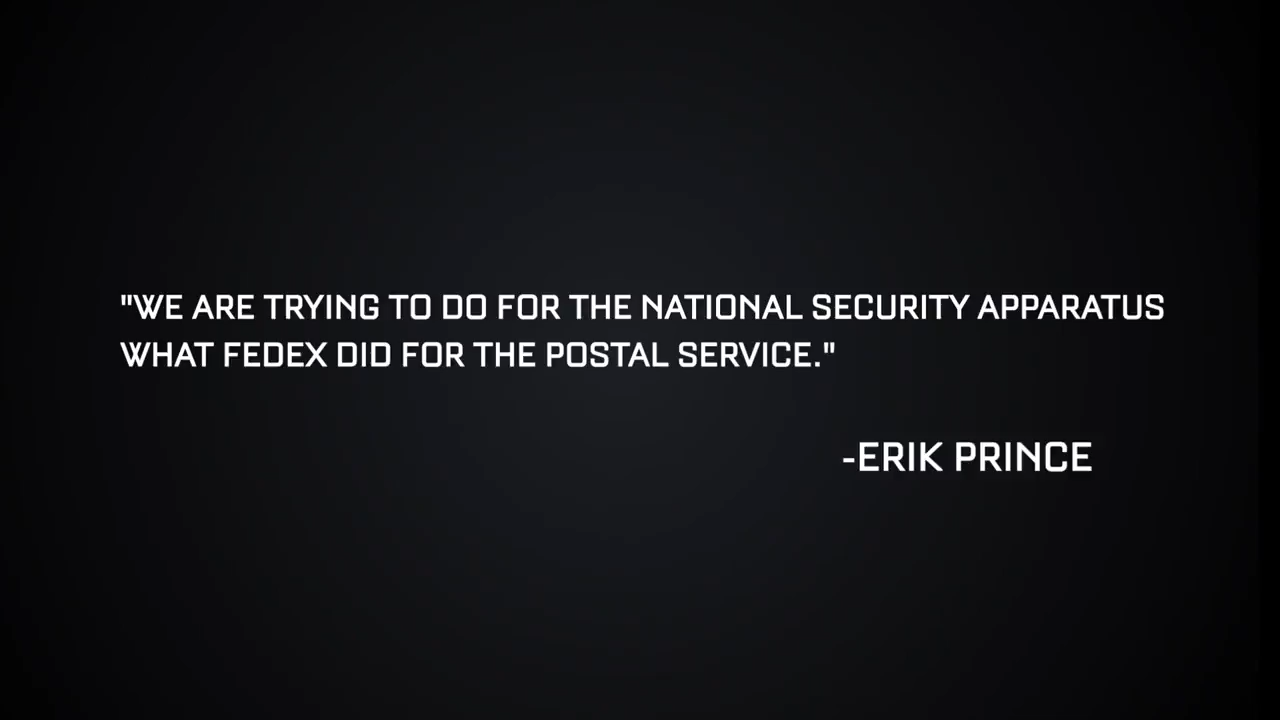 "WE ARE TRYING TO DO FOR THE NATIONAL SECURITY APPARATUS
WHAT FEDEX DID FOR THE POSTAL SERVICE."
-ERIK PRINCE